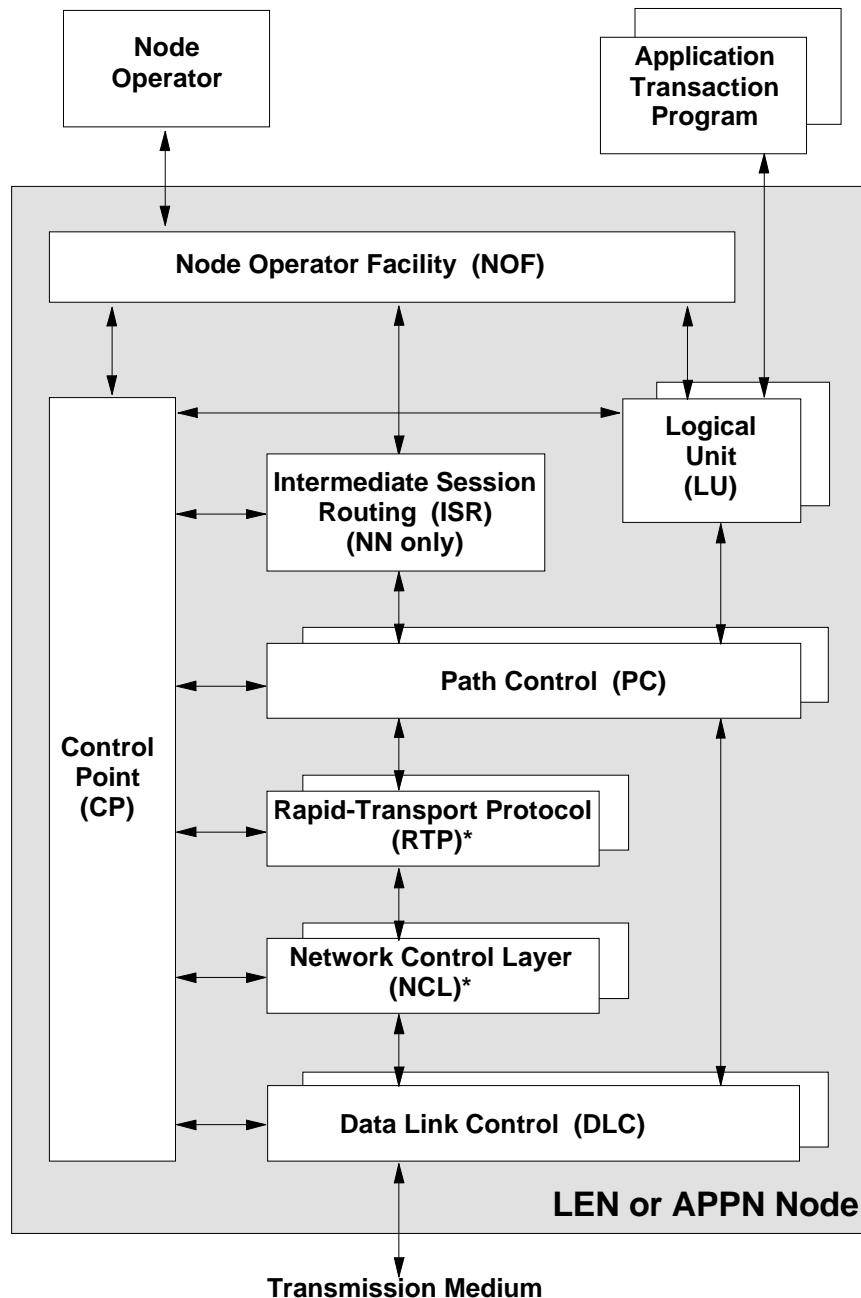 Node
Operator
Application
Transaction
Program
Node Operator Facility (NOF)
Logical
Unit
(LU)
Intermediate Session
Routing (ISR)
(NN only)
Path Control (PC)
Control
Point
(CP)
Rapid-Transport Protocol
(RTP)*
Network Control Layer
(NCL)*
Data Link Control (DLC)
LEN or APPN Node
Transmission Medium